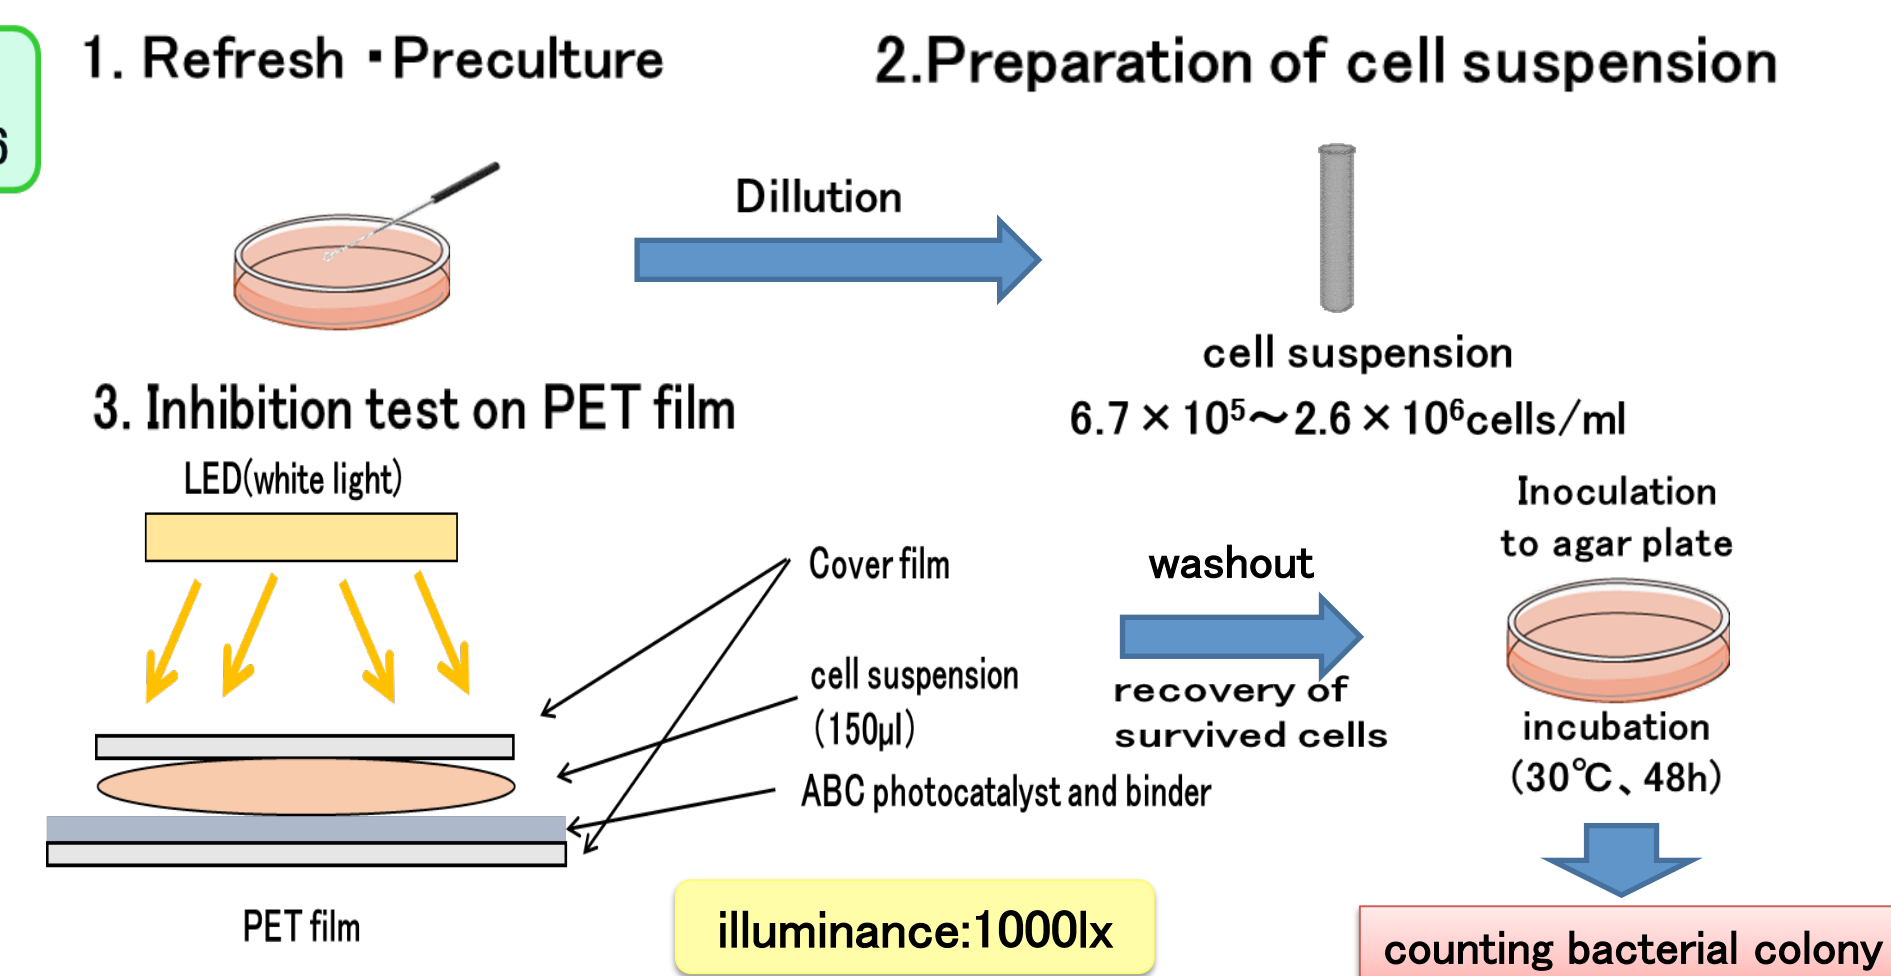 6
1. Refresh ・Preculture
2.Preparation of cell suspension
Dillution
cell suspension
6.7 × 10⁵～2.6 × 10⁶cells/ml
3. Inhibition test on PET film
LED(white light)
Cover film
cell suspension
(150μl)
ABC photocatalyst and binder
PET film
illuminance:1000lx
washout
recovery of
survived cells
Inoculation
to agar plate
incubation
(30℃、48h)
counting bacterial colony